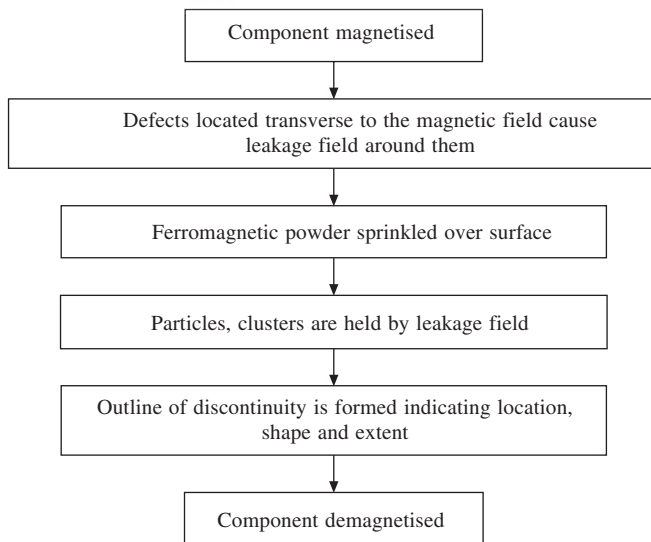 Component magnetised
Defects located transverse to the magnetic field cause
leakage field around them
Ferromagnetic powder sprinkled over surface
Particles, clusters are held by leakage field
Outline of discontinuity is formed indicating location,
shape and extent
Component demagnetised